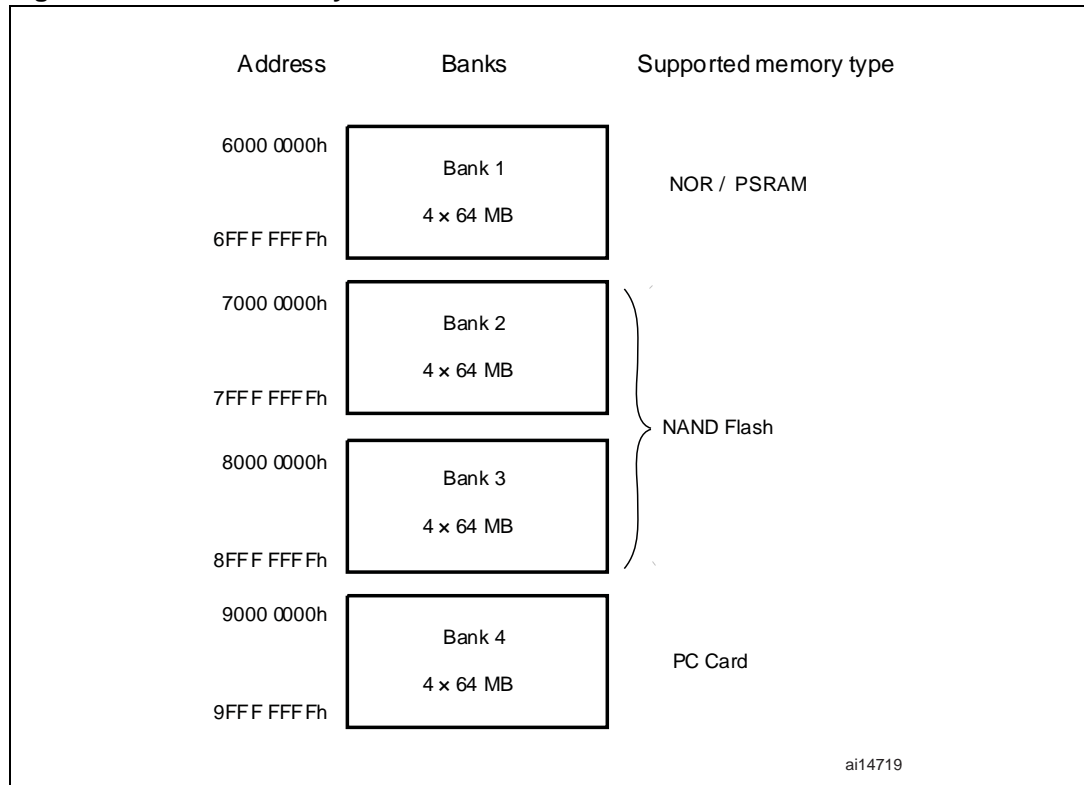 Address Banks Supported memory type
6000 0000h
Bank 1
NOR / PSRAM
4 × 64 MB
6FFF FFFFh
7000 0000h
Bank 2
4 × 64 MB
7FFF FFFFh
NAND Flash
8000 0000h
Bank 3
4 × 64 MB
8FFF FFFFh
9000 0000h
Bank 4
PC Card
4 × 64 MB
9FFF FFFFh
ai14719